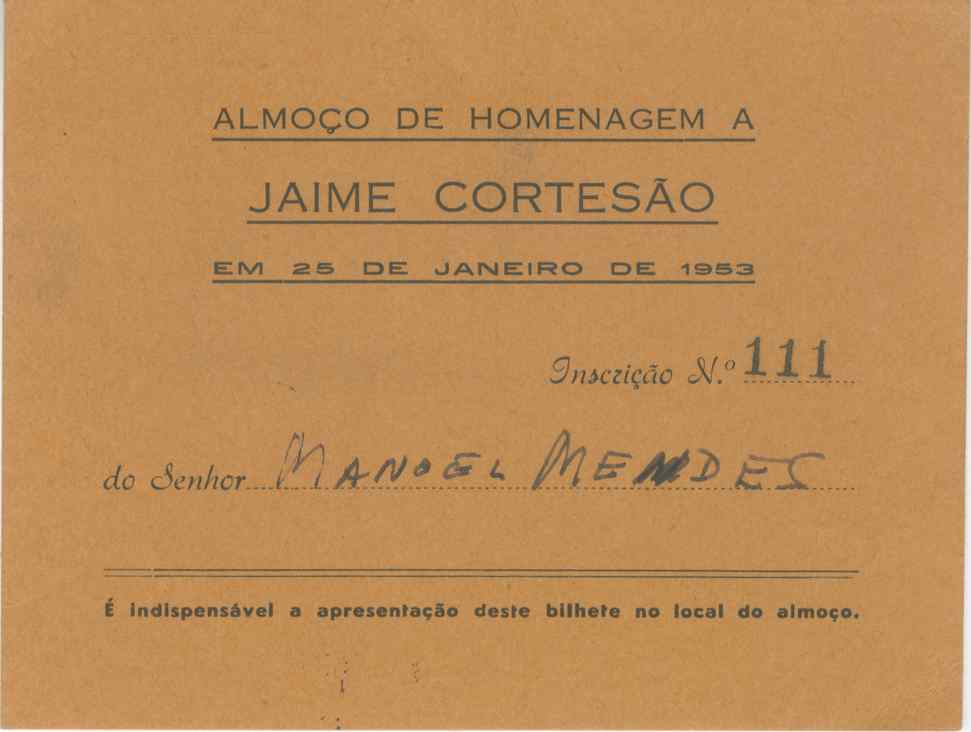 ALMOÇO DE HOMENAGEM A
JAIME CORTESÃO
EM 25 DE JANEIRO DE 1953
Inscrição N.º 111
do Senhor MANOEL MENDES
É indispensável a apresentação deste bilhete no local do almoço.